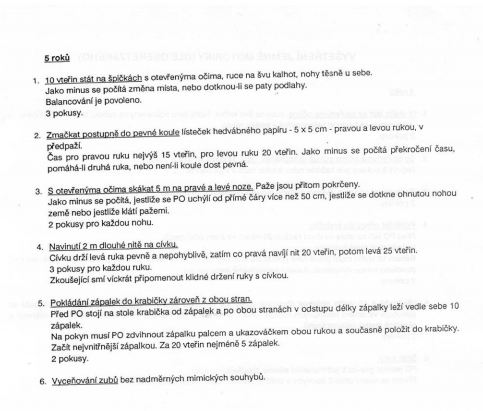 5 roků
1. 10 vteřin stát na špičkách s otevřenýma očima, ruce na švu kalhot, nohy těsně u sebe.
Jako minus se počítá změna místa, nebo dotknou-li se paty podlahy.
Balancování je povoleno.
3 pokusy.
2. Zmačkat postupně do pevné koule lísteček hedvábného papíru - 5 x 5 cm - pravou a levou rukou, v
předpaží.
Čas pro pravou ruku nejvýš 15 vteřin, pro levou ruku 20 vteřin. Jako minus se počítá překročení času,
pomáhá-li druhá ruka, nebo není-li koule dost pevná.
3. S otevřenýma očima skákat 5 m na pravé a levé noze. Paže jsou přitom pokrčeny.
Jako minus se počítá, jestliže se PO uchýlí od přímé čáry více než 50 cm, jestliže se dotkne ohnutou nohou
země nebo jestliže klátí pažemi.
2 pokusy pro každou nohu.
4. Navinutí 2 m dlouhé nitě na cívku.
Cívku drží levá ruka pevně a nepohyblivě, zatím co pravá navíjí nit 20 vteřin, potom levá 25 vteřin.
3 pokusy pro každou ruku.
Zkoušející smí víckrát připomenout klidné držení ruky s cívkou.
5. Pokládání zápalek do krabičky zároveň z obou stran.
Před PO stojí na stole krabička od zápalek a po obou stranách v odstupu délky zápalky leží vedle sebe 10
zápalek.
Na pokyn musí PO zdvihnout zápalku palcem a ukazováčkem obou rukou a současně položit do krabičky.
Začít nejvnitřnější zápalkou. Za 20 vteřin nejméně 5 zápalek.
2 pokusy.
6. Vyceňování zubů bez nadměrných mimických souhybů.